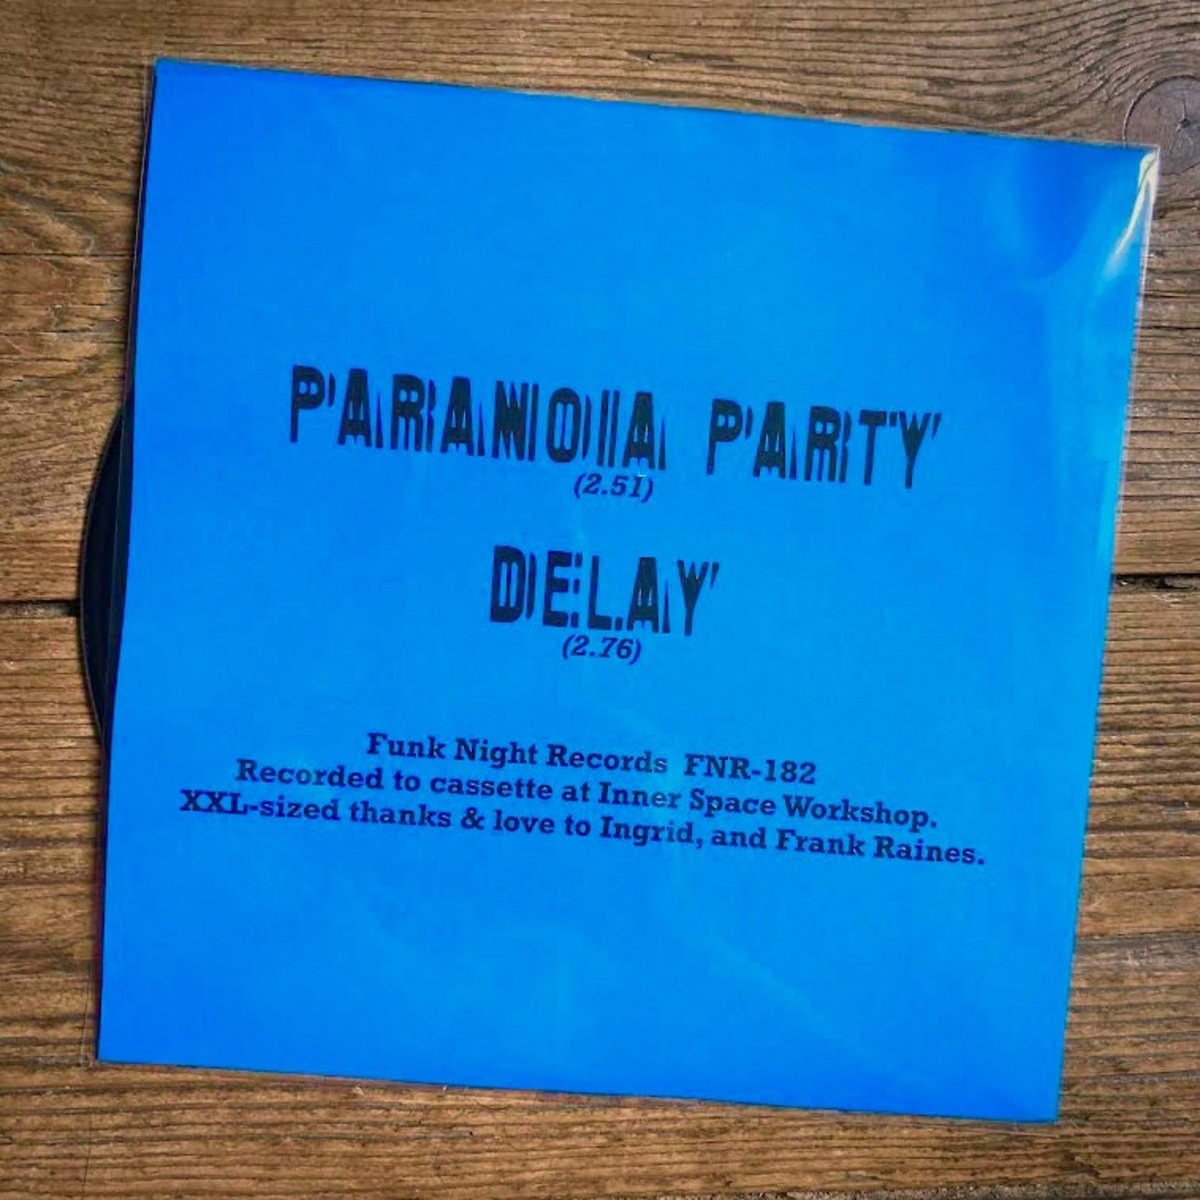 PARANOIA PARTY
(2.51)
DELAY
(2.76)
Funk Night Records FNR-182
Recorded to cassette at Inner Space Workshop.
XXL-sized thanks & love to Ingrid, and Frank Raines.